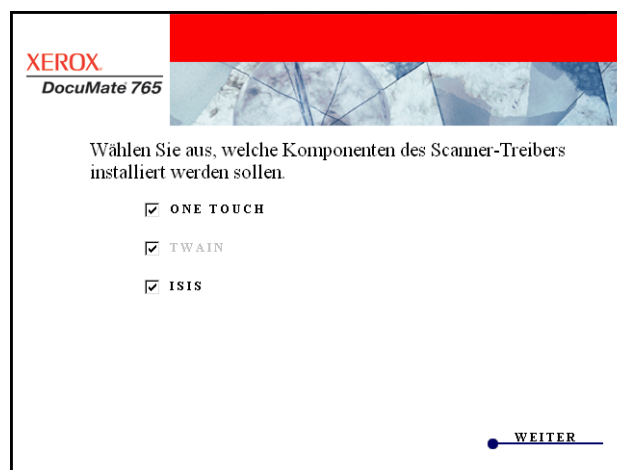 XEROX.
DocuMate 765
Wählen Sie aus, welche Komponenten des Scanner-Treibers
installiert werden sollen.
ONE TOUCH
TWAIN
ISIS
WEITER